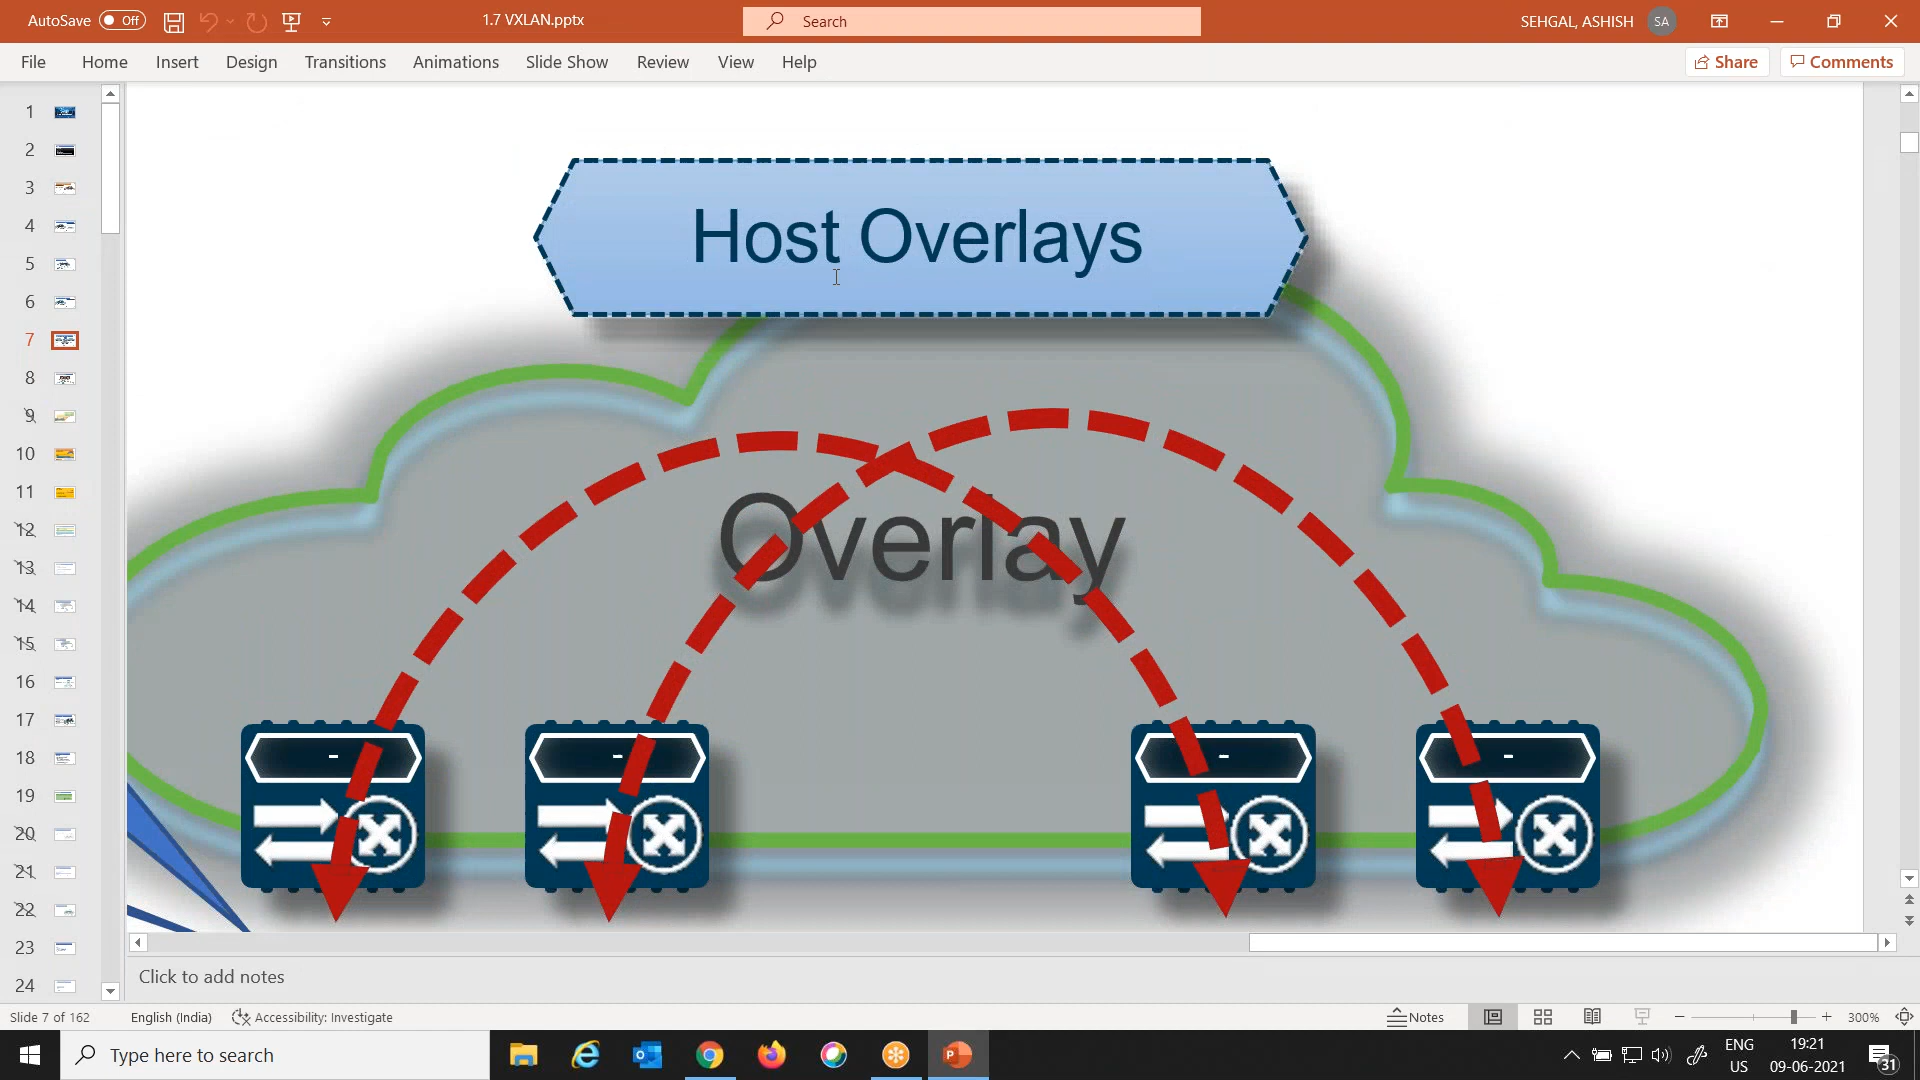 AutoSave Off 1.7 VXLAN.pptx Search SEHGAL, ASHISH SA
File Home Insert Design Transitions Animations Slide Show Review View Help Share Comments
1
2
3
4
5
6
7
8
9
10
11
12
13
14
15
16
17
18
19
20
21
22
23
24
Host Overlays
Overlay
- - - -
Click to add notes
Slide 7 of 162 English (India) Accessibility: Investigate Notes 300%
Type here to search
ENG 19:21
US 09-06-2021 31